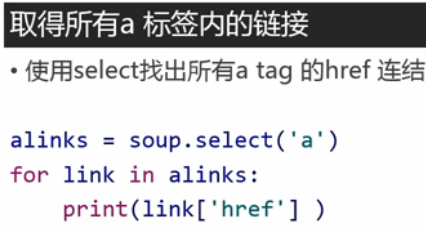 取得所有a 标签内的链接
• 使用select找出所有a tag 的href 连结
alinks = soup.select('a')
for link in alinks:
    print(link['href'] )